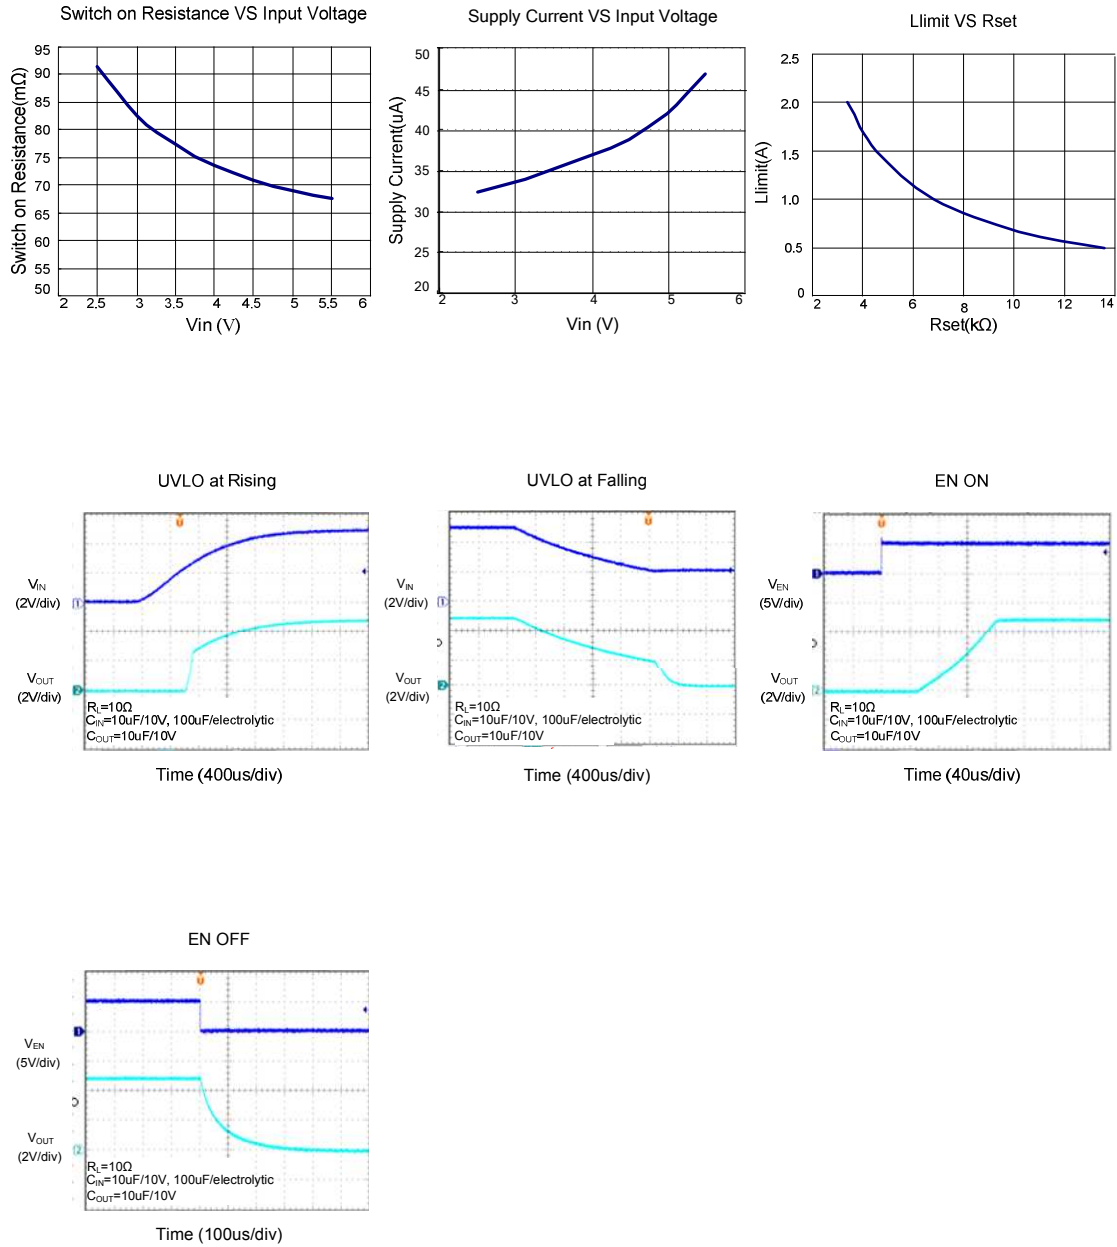 Switch on Resistance VS Input Voltage
Switch on Resistance(mΩ)
95
90
85
80
75
70
65
60
55
50
2 2.5 3 3.5 4 4.5 5 5.5 6
Vin (V)
Supply Current VS Input Voltage
Supply Current(uA)
50
45
40
35
30
25
20
2 3 4 5 6
Vin (V)
Llimit VS Rset
Llimit(A)
2.5
2.0
1.5
1.0
0.5
0
2 4 6 8 10 12 14
Rset(kΩ)
UVLO at Rising
VIN
(2V/div)
1
VOUT
(2V/div)
2
RL=10Ω
CIN=10uF/10V, 100uF/electrolytic
COUT=10uF/10V
Time (400us/div)
UVLO at Falling
VIN
(2V/div)
1
VOUT
(2V/div)
2
RL=10Ω
CIN=10uF/10V, 100uF/electrolytic
COUT=10uF/10V
Time (400us/div)
EN ON
1
VEN
(5V/div)
VOUT
(2V/div)
2
RL=10Ω
CIN=10uF/10V, 100uF/electrolytic
COUT=10uF/10V
Time (40us/div)
EN OFF
1
VEN
(5V/div)
VOUT
(2V/div)
2
RL=10Ω
CIN=10uF/10V, 100uF/electrolytic
COUT=10uF/10V
Time (100us/div)